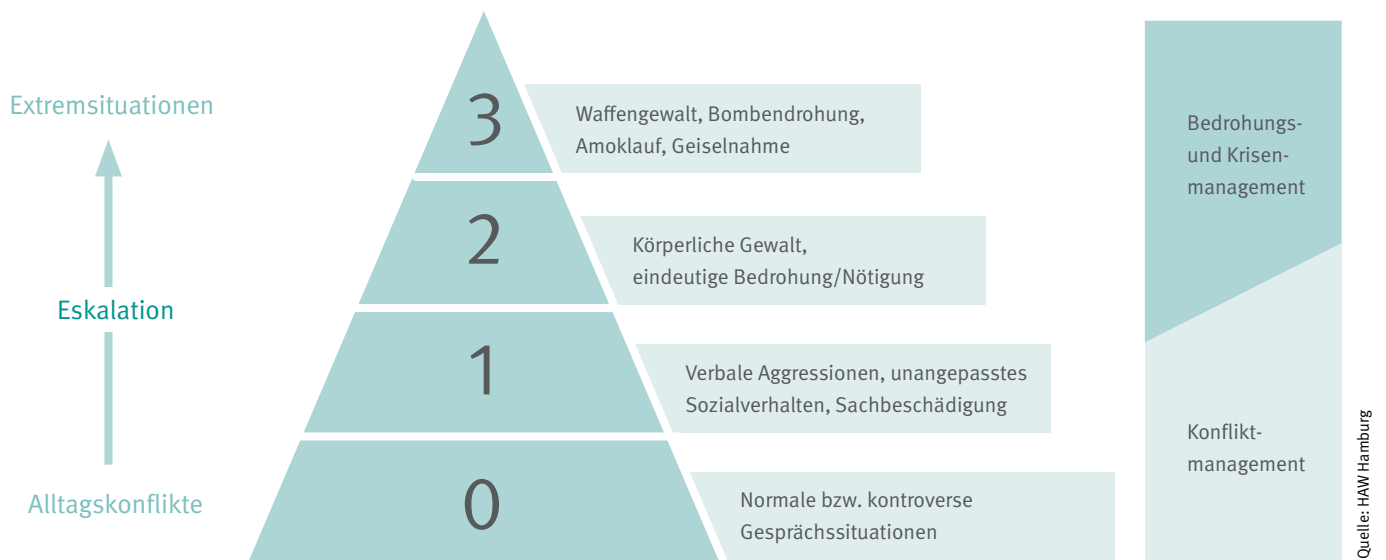 Extremsituationen
Eskalation
Alltagskonflikte
3
Waffengewalt, Bombendrohung,
Amoklauf, Geiselnahme
2
Körperliche Gewalt,
eindeutige Bedrohung/Nötigung
1
Verbale Aggressionen, unangepasstes
Sozialverhalten, Sachbeschädigung
0
Normale bzw. kontroverse
Gesprächssituationen
Bedrohungs-
und Krisen-
management
Konflikt-
management
Quelle: HAW Hamburg